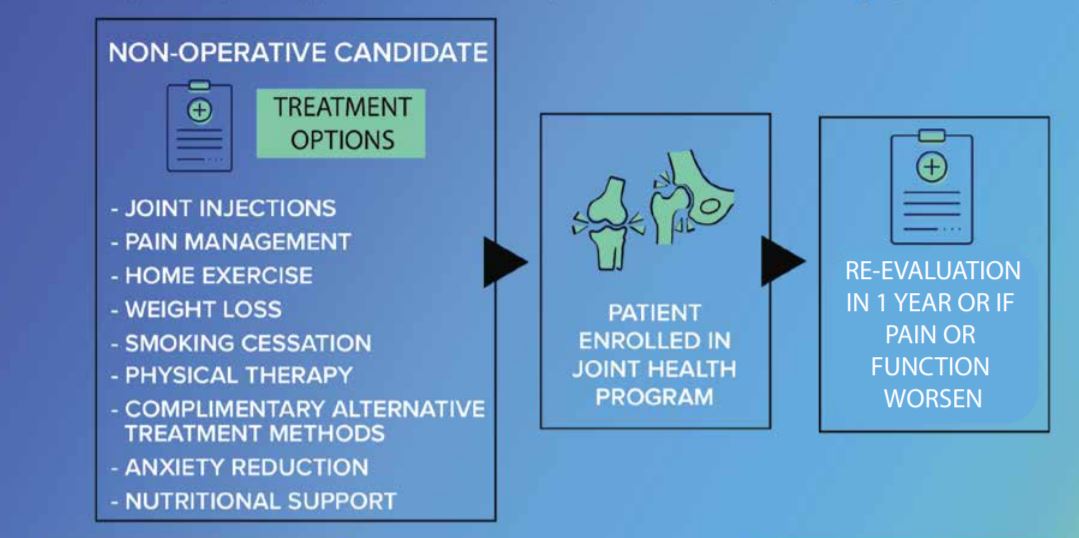 NON-OPERATIVE CANDIDATE
TREATMENT
OPTIONS
- JOINT INJECTIONS
- PAIN MANAGEMENT
- HOME EXERCISE
- WEIGHT LOSS
- SMOKING CESSATION
- PHYSICAL THERAPY
- COMPLIMENTARY ALTERNATIVE
TREATMENT METHODS
- ANXIETY REDUCTION
- NUTRITIONAL SUPPORT
PATIENT
ENROLLED IN
JOINT HEALTH
PROGRAM
RE-EVALUATION
IN 1 YEAR OR IF
PAIN OR
FUNCTION
WORSEN